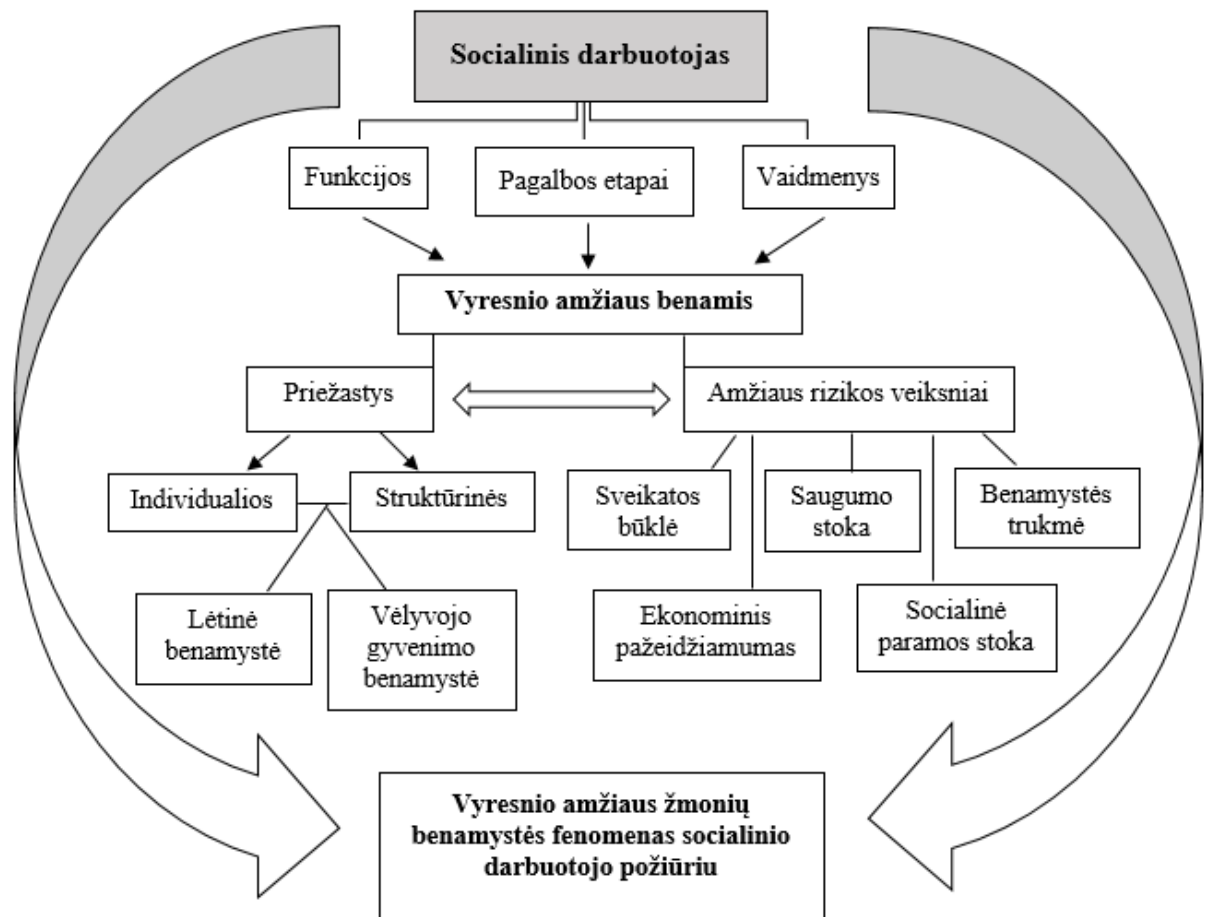 Socialinis darbuotojas
Funkcijos
Pagalbos etapai
Vaidmenys
Vyresnio amžiaus benamis
Priežastys
Amžiaus rizikos veiksniai
Individualios
Struktūrinės
Sveikatos
būklė
Saugumo
stoka
Benamystės
trukmė
Lėtinė
benamystė
Vėlyvojo
gyvenimo
benamystė
Ekonominis
pažeidžiamumas
Socialinė
paramos stoka
Vyresnio amžiaus žmonių
benamystės fenomenas socialinio
darbuotojo požiūriu